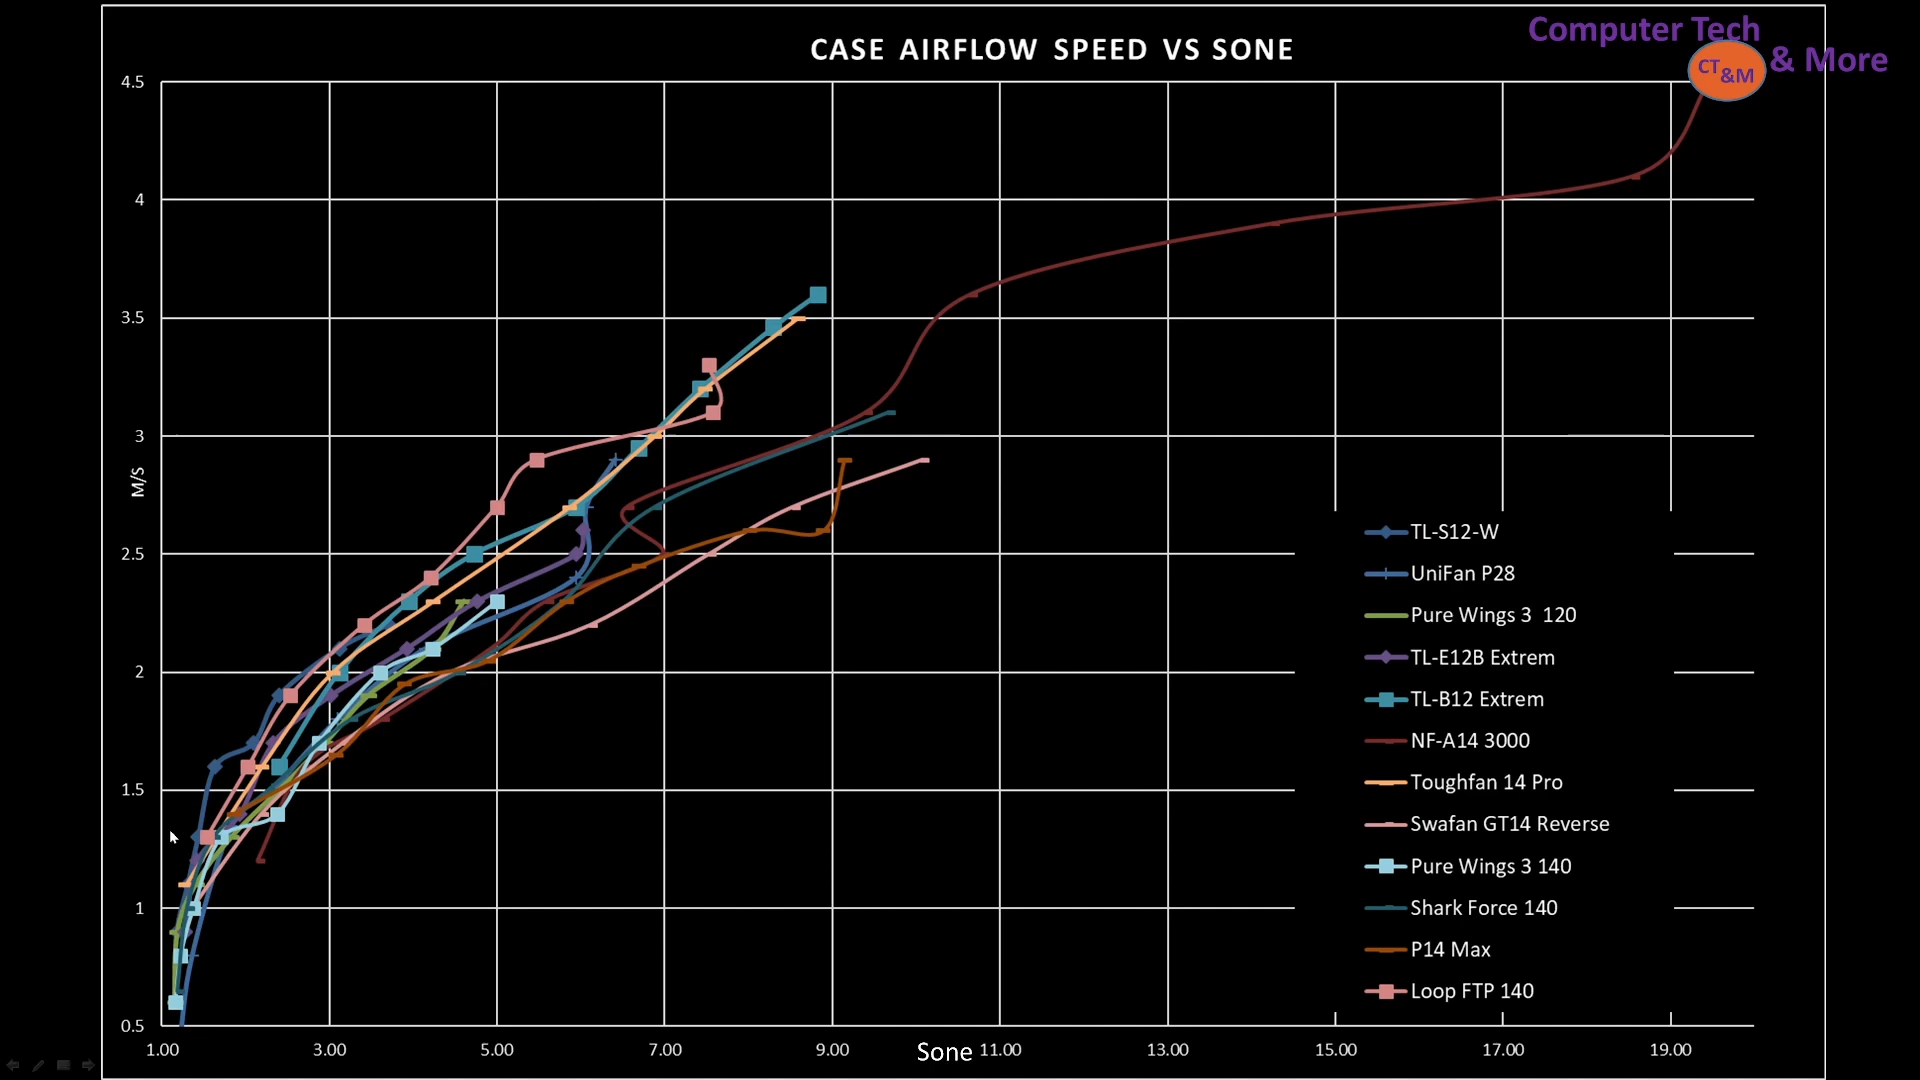 Computer Tech
& More
CT
&M
CASE AIRFLOW SPEED VS SONE
4.5
4
3.5
3
2.5
2
1.5
1
0.5
M/S
TL-S12-W
UniFan P28
Pure Wings 3 120
TL-E12B Extrem
TL-B12 Extrem
NF-A14 3000
Toughfan 14 Pro
Swafan GT14 Reverse
Pure Wings 3 140
Shark Force 140
P14 Max
Loop FTP 140
1.00 3.00 5.00 7.00 9.00 11.00 13.00 15.00 17.00 19.00
Sone